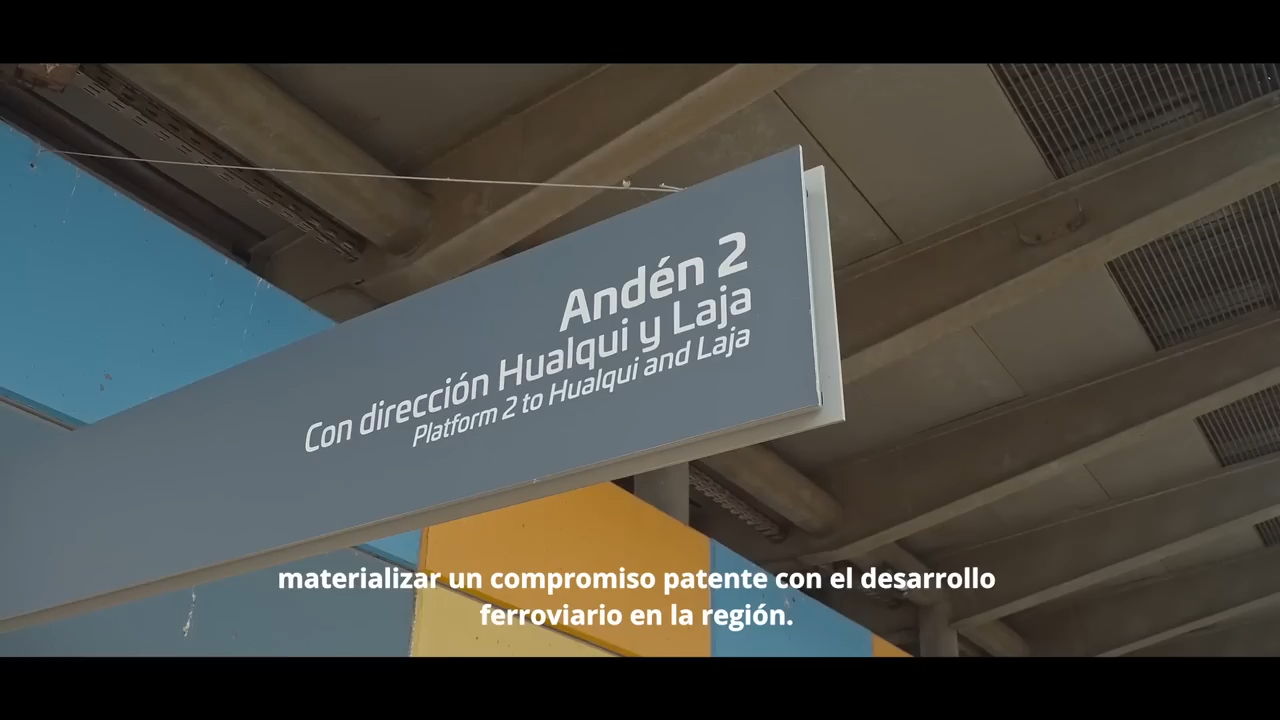 Andén 2
Con dirección Hualqui y Laja
Platform 2 to Hualqui and Laja
materializar un compromiso patente con el desarrollo
ferroviario en la región.